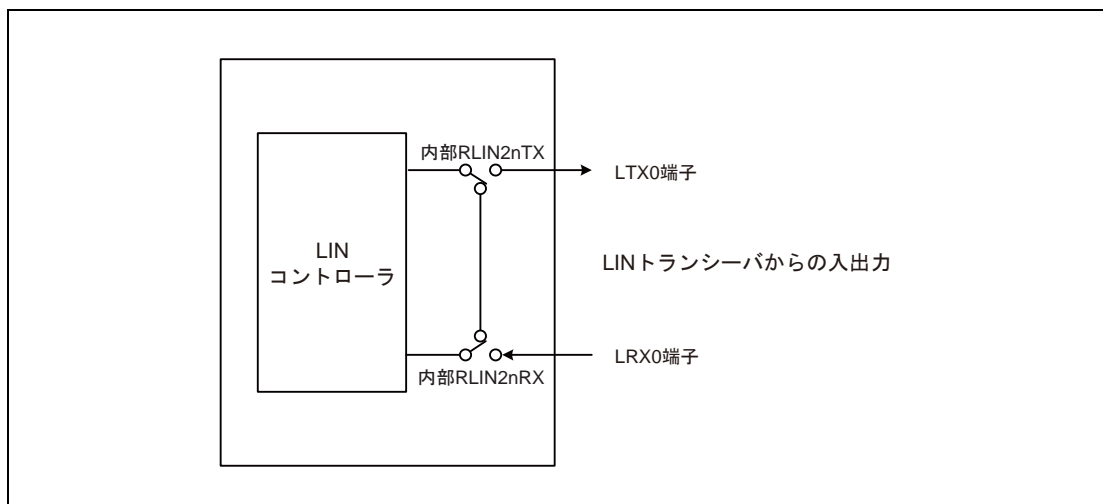 内部RLIN2nTX
LTX0端子
LIN
コントローラ
LINトランシーバからの入出力
LRX0端子
内部RLIN2nRX